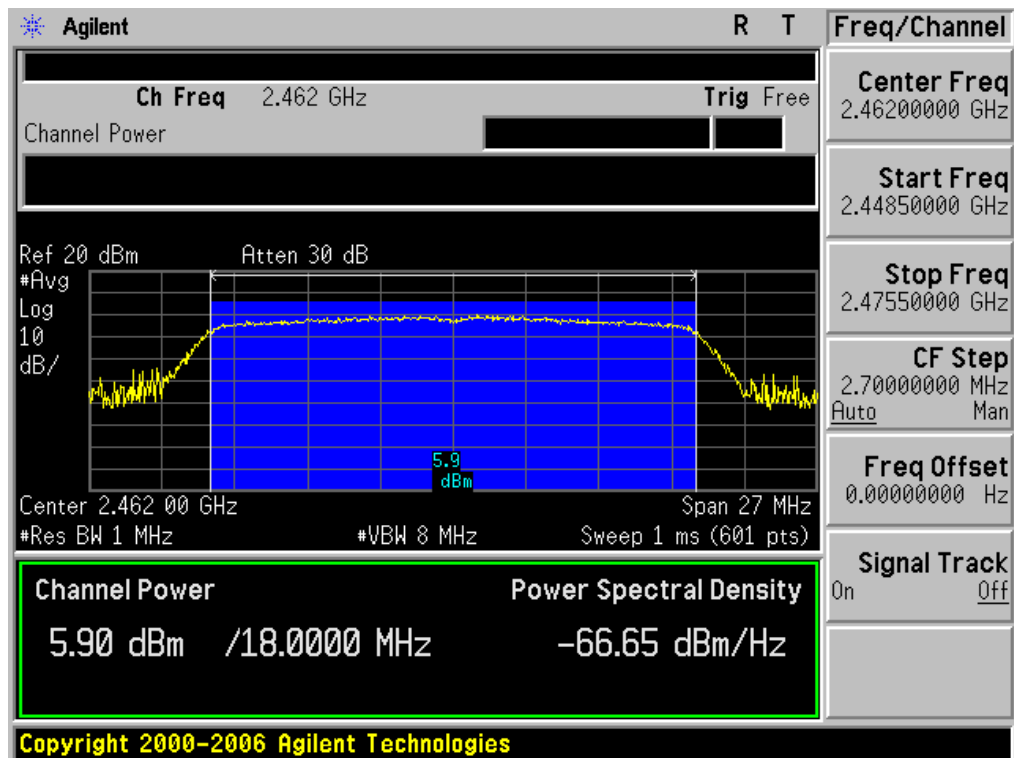 Agilent R T Freq/Channel
Ch Freq 2.462 GHz Trig Free
Channel Power
Center Freq
2.46200000 GHz
Start Freq
2.44850000 GHz
Stop Freq
2.47550000 GHz
CF Step
2.70000000 MHz
Auto Man
Freq Offset
0.00000000 Hz
Signal Track
On Off
Ref 20 dBm Atten 30 dB
#Avg
Log
10
dB/
5.9
dBm
Center 2.462 00 GHz Span 27 MHz
#Res BW 1 MHz #VBW 8 MHz Sweep 1 ms (601 pts)
Channel Power Power Spectral Density
5.90 dBm /18.0000 MHz -66.65 dBm/Hz
Copyright 2000-2006 Agilent Technologies